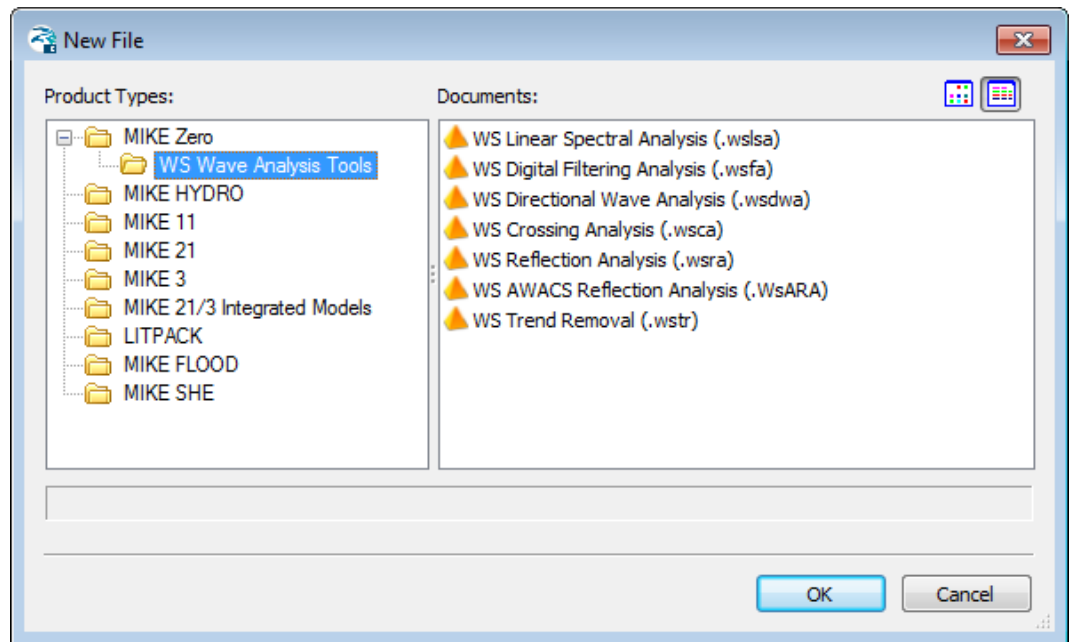 New File
Product Types:
Documents:
MIKE Zero
WS Wave Analysis Tools
MIKE HYDRO
MIKE 11
MIKE 21
MIKE 3
MIKE 21/3 Integrated Models
LITPACK
MIKE FLOOD
MIKE SHE
WS Linear Spectral Analysis (.wslsa)
WS Digital Filtering Analysis (.wsfa)
WS Directional Wave Analysis (.wsdwa)
WS Crossing Analysis (.wsca)
WS Reflection Analysis (.wsra)
WS AWACS Reflection Analysis (.WsARA)
WS Trend Removal (.wstr)
OK
Cancel